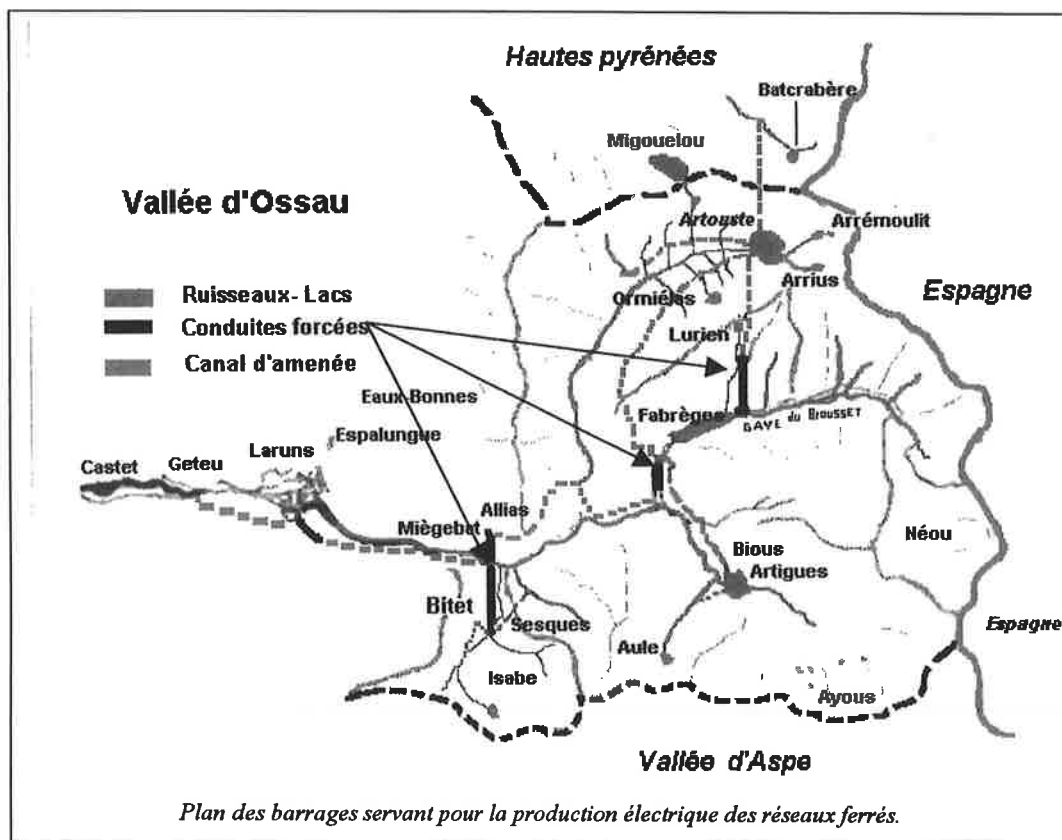 Hautes pyrénées
Batcrabère
Migouelou
Vallée d'Ossau
Artouste
Arrémoulit
Ruisseaux- Lacs
Ormiélas
Arrius
Espagne
Conduites forcées
Lurien
Canal d'amenée
Eaux-Bonnes
Fabrèges
GAVE du Brousset
Espalungue
Laruns
Geteu
Castet
Allias
Miègebat
Néou
Bious
Artigues
Bitet
Sesques
Aule
Espagne
Isabe
Ayous
Vallée d'Aspe
Plan des barrages servant pour la production électrique des réseaux ferrés.